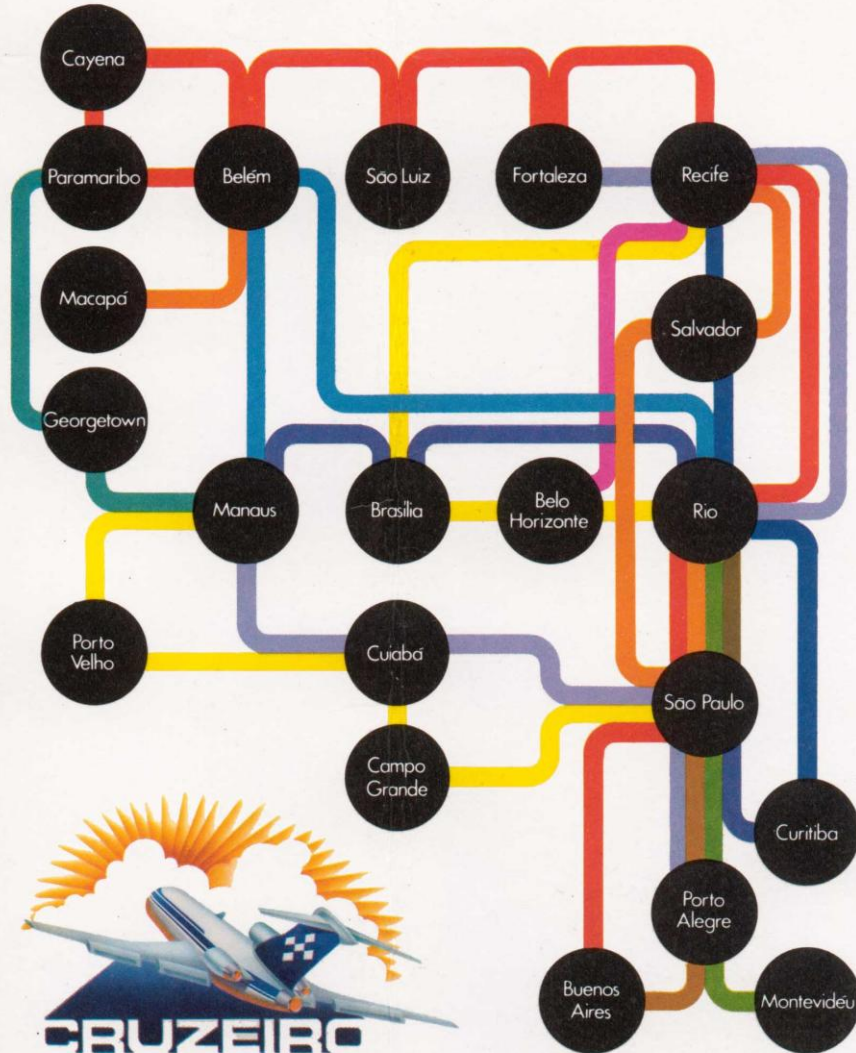 Cayena
Paramaribo
Belém
São Luiz
Fortaleza
Recife
Macapá
Salvador
Georgetown
Manaus
Brasília
Belo
Horizonte
Rio
Porto
Velho
Cuiabá
São Paulo
Campo
Grande
Curitiba
Porto
Alegre
Buenos
Aires
Montevidéu
CRUZEIRO